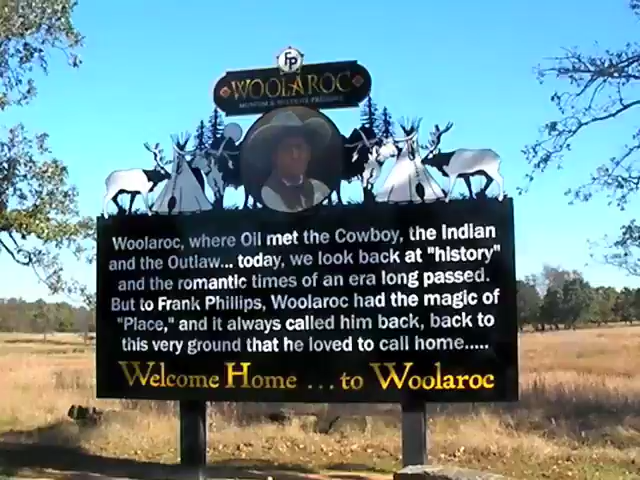 FP
WOOLAROC
MUSEUM & WILDLIFE PRESERVE
Woolaroc, where Oil met the Cowboy, the Indian
and the Outlaw... today, we look back at "history"
and the romantic times of an era long passed.
But to Frank Phillips, Woolaroc had the magic of
"Place," and it always called him back, back to
this very ground that he loved to call home.....
Welcome Home ... to Woolaroc